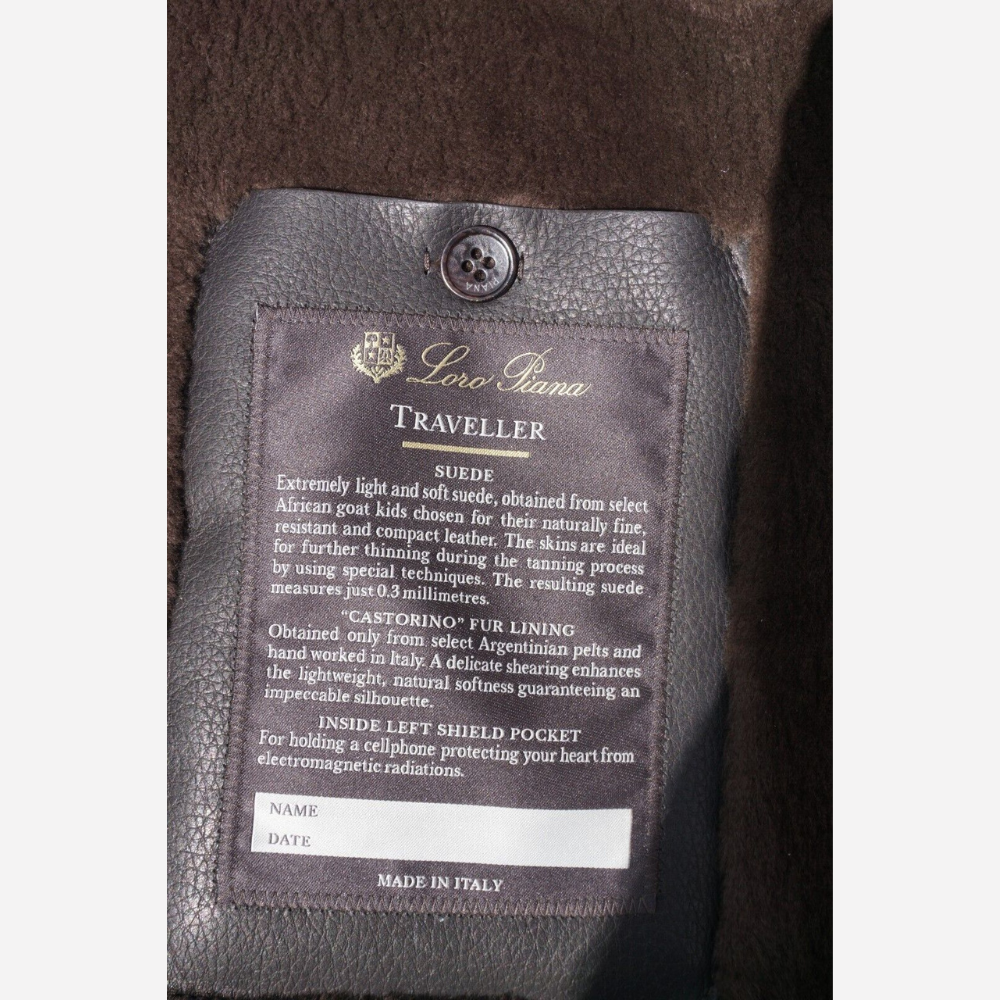 PIANA
Loro Piana
TRAVELLER
SUEDE
Extremely light and soft suede, obtained from select
African goat kids chosen for their naturally fine,
resistant and compact leather. The skins are ideal
for further thinning during the tanning process
by using special techniques. The resulting suede
measures just 0.3 millimetres.
"CASTORINO" FUR LINING
Obtained only from select Argentinian pelts and
hand worked in Italy. A delicate shearing enhances
the lightweight, natural softness guaranteeing an
impeccable silhouette.
INSIDE LEFT SHIELD POCKET
For holding a cellphone protecting your heart from
electromagnetic radiations.
NAME
DATE
MADE IN ITALY